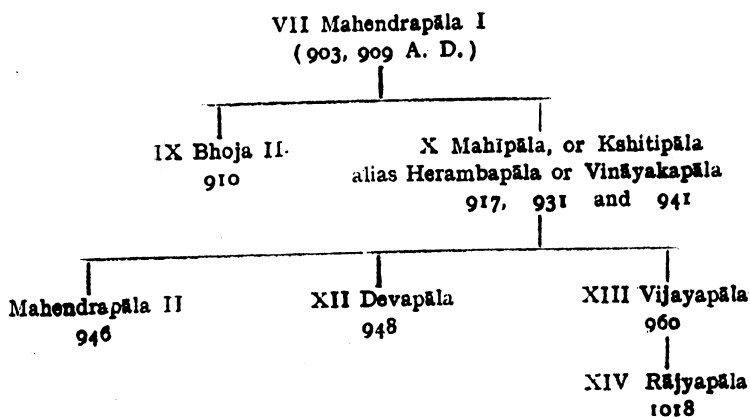 VII Mahendrapāla I
( 903, 909 A. D. )
IX Bhoja II.
910
X Mahīpāla, or Kshitipāla
alias Herambapāla or Vināyakapāla
917, 931 and 941
Mahendrapāla II
946
XII Devapāla
948
XIII Vijayapāla
960
XIV Rājyapāla
1018